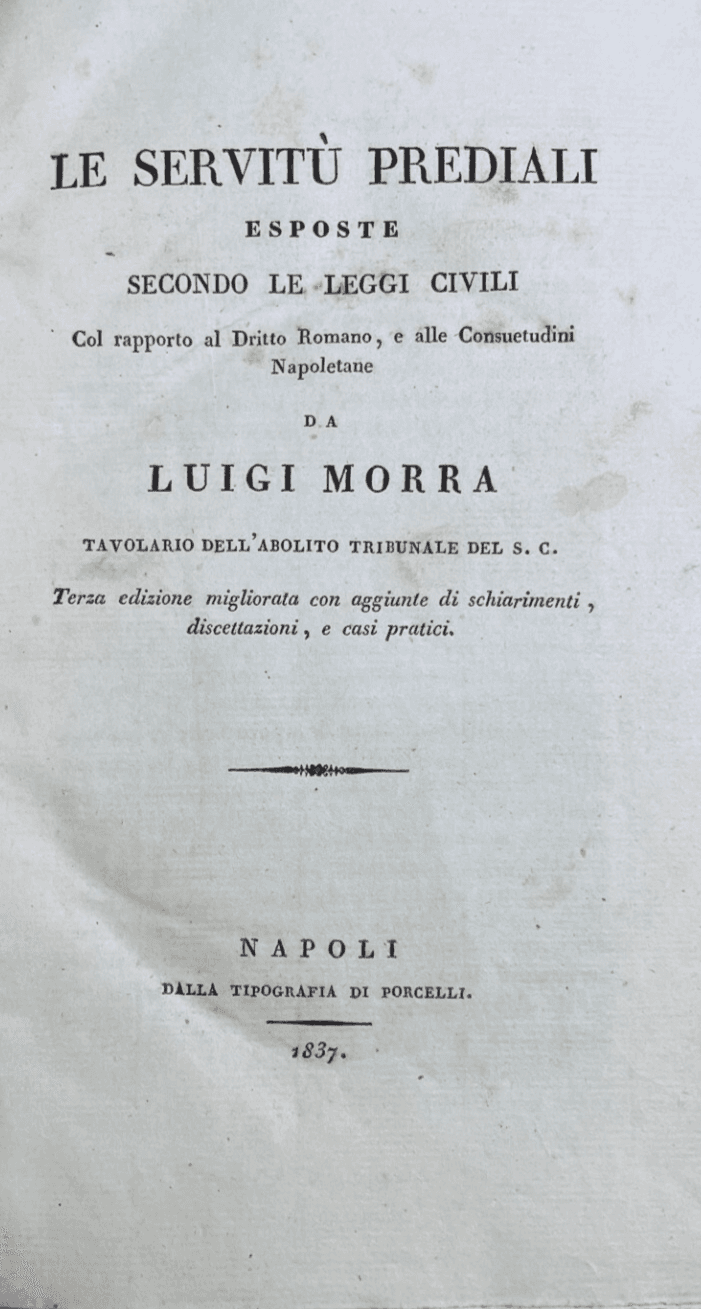 LE SERVITÙ PREDIALI
ESPOSTE
SECONDO LE LEGGI CIVILI
Col rapporto al Dritto Romano, e alle Consuetudini
Napoletane
DA
LUIGI MORRA
TAVOLARIO DELL'ABOLITO TRIBUNALE DEL S. C.
Terza edizione migliorata con aggiunte di schiarimenti,
discettazioni, e casi pratici.
NAPOLI
DALLA TIPOGRAFIA DI PORCELLI.
1837.